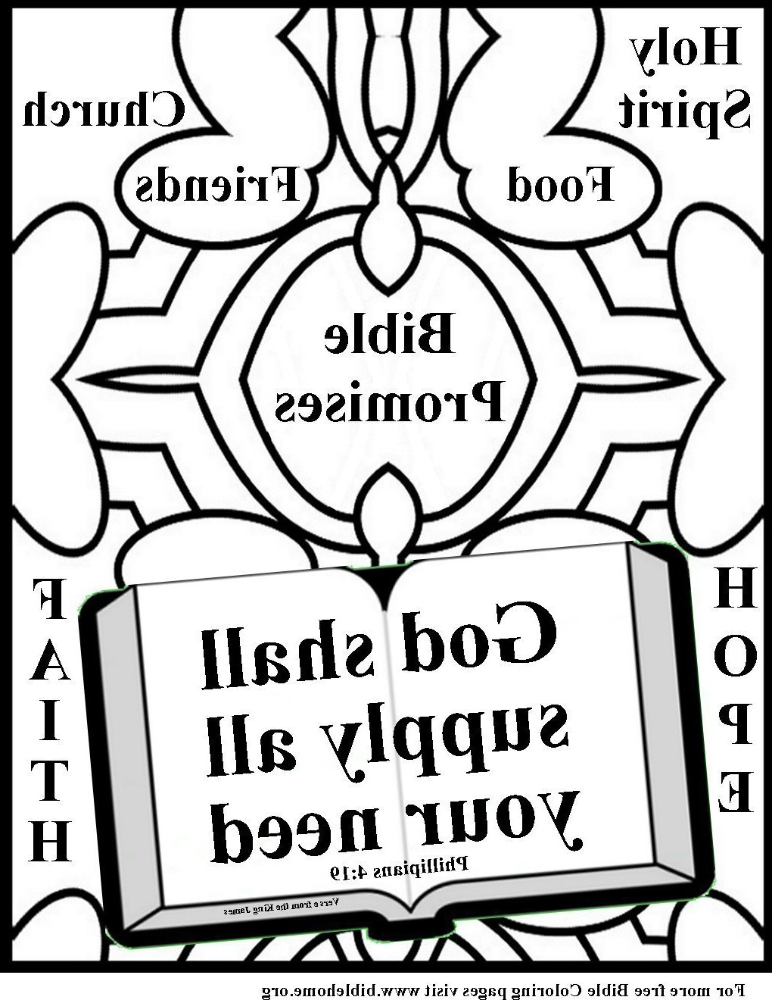 Holy
Spirit
Church
Food
Friends
Bible
Promises
H
O
P
E
F
A
I
T
H
God shall
supply all
your need
Phillipians 4:19
Verse from the King James
For more free Bible Coloring pages visit www.biblehome.org